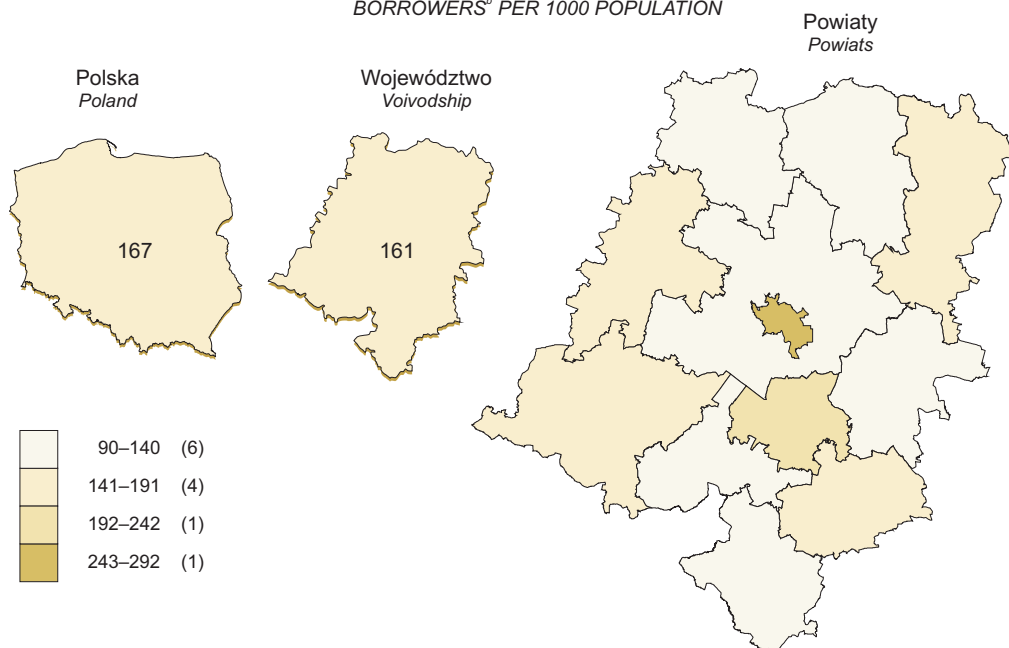 BORROWERSᵇ PER 1000 POPULATION
Powiaty
Powiats
Polska
Poland
Województwo
Voivodship
167
161
90–140 (6)
141–191 (4)
192–242 (1)
243–292 (1)